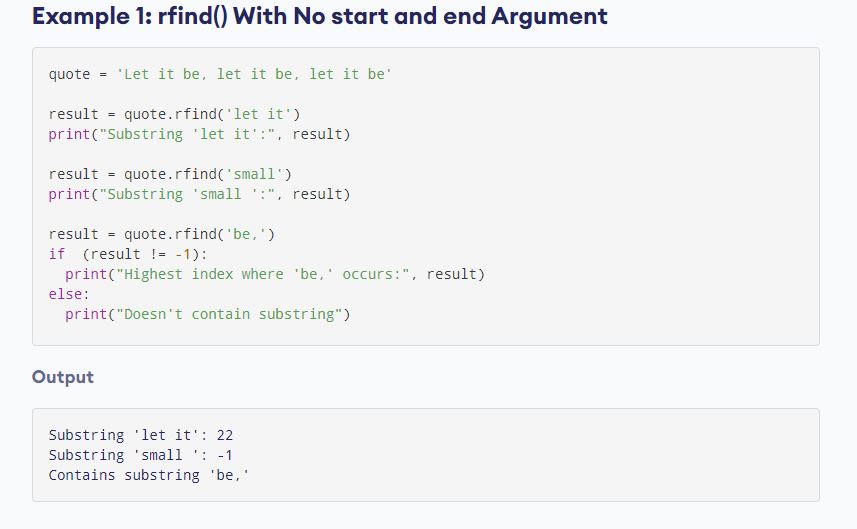 Example 1: rfind() With No start and end Argument
quote = 'Let it be, let it be, let it be'
result = quote.rfind('let it')
print("Substring 'let it':", result)
result = quote.rfind('small')
print("Substring 'small ':", result)
result = quote.rfind('be,')
if  (result != -1):
  print("Highest index where 'be,' occurs:", result)
else:
  print("Doesn't contain substring")
Output
Substring 'let it': 22
Substring 'small ': -1
Contains substring 'be,'